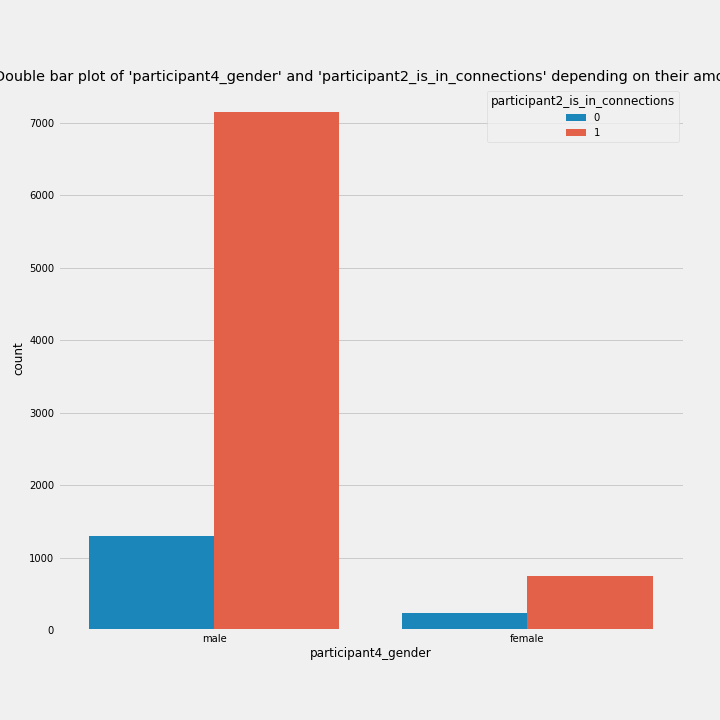 Double bar plot of 'participant4_gender' and 'participant2_is_in_connections' depending on their
participant2_is_in_connections
0
1
7000
6000
5000
4000
3000
2000
1000
0
count
male
female
participant4_gender